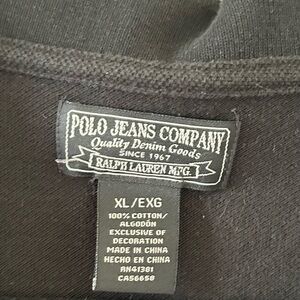 POLO JEANS COMPANY
Quality Denim Goods
SINCE 1967
RALPH LAUREN MFG.
XL/EXG
100% COTTON/
ALGODÓN
EXCLUSIVE OF
DECORATION
MADE IN CHINA
HECHO EN CHINA
RN41381
CA56658